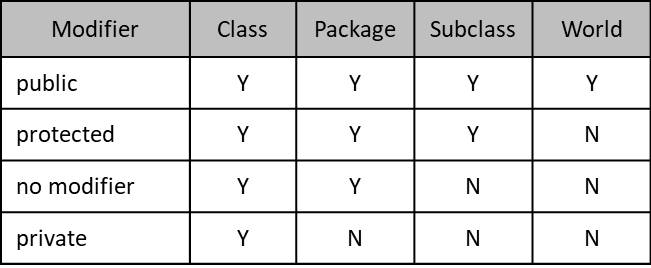 Modifier Class Package Subclass World
public Y Y Y Y
protected Y Y Y N
no modifier Y Y N N
private Y N N N